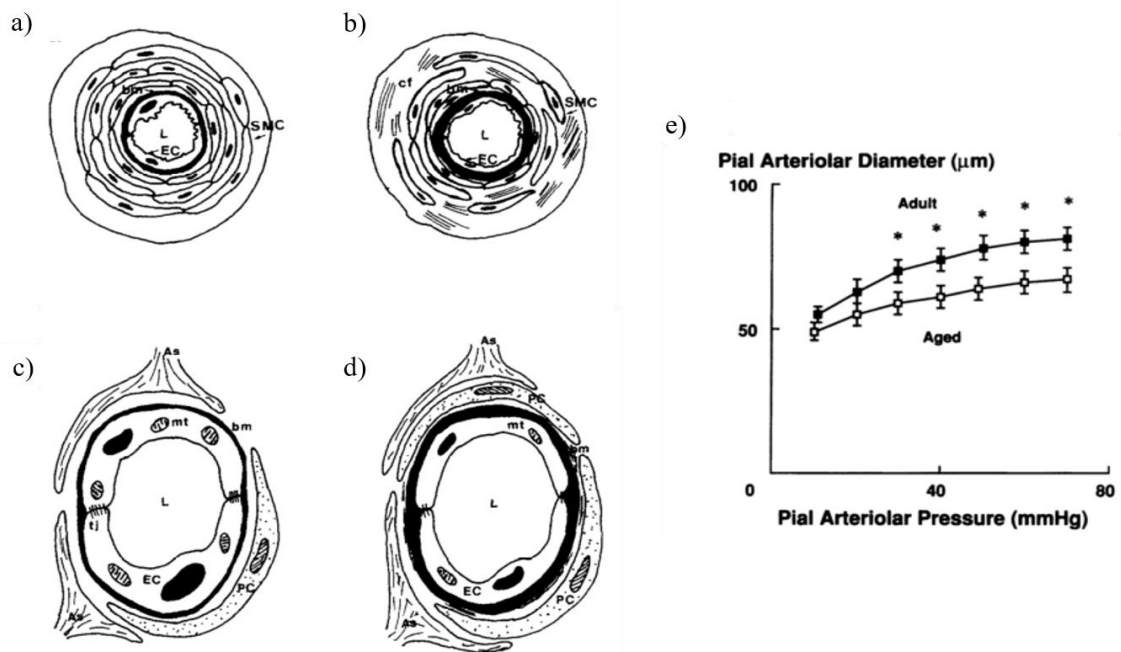 a)
bm
L
EC
SMC
b)
cf
bm
SMC
L
EC
c)
As
mt
bm
L
tj
EC
PC
As
d)
As
PC
mt
bm
L
EC
PC
As
e)
Pial Arteriolar Diameter (μm)
100
Adult
* * * * *
50
Aged
0 40 80
Pial Arteriolar Pressure (mmHg)